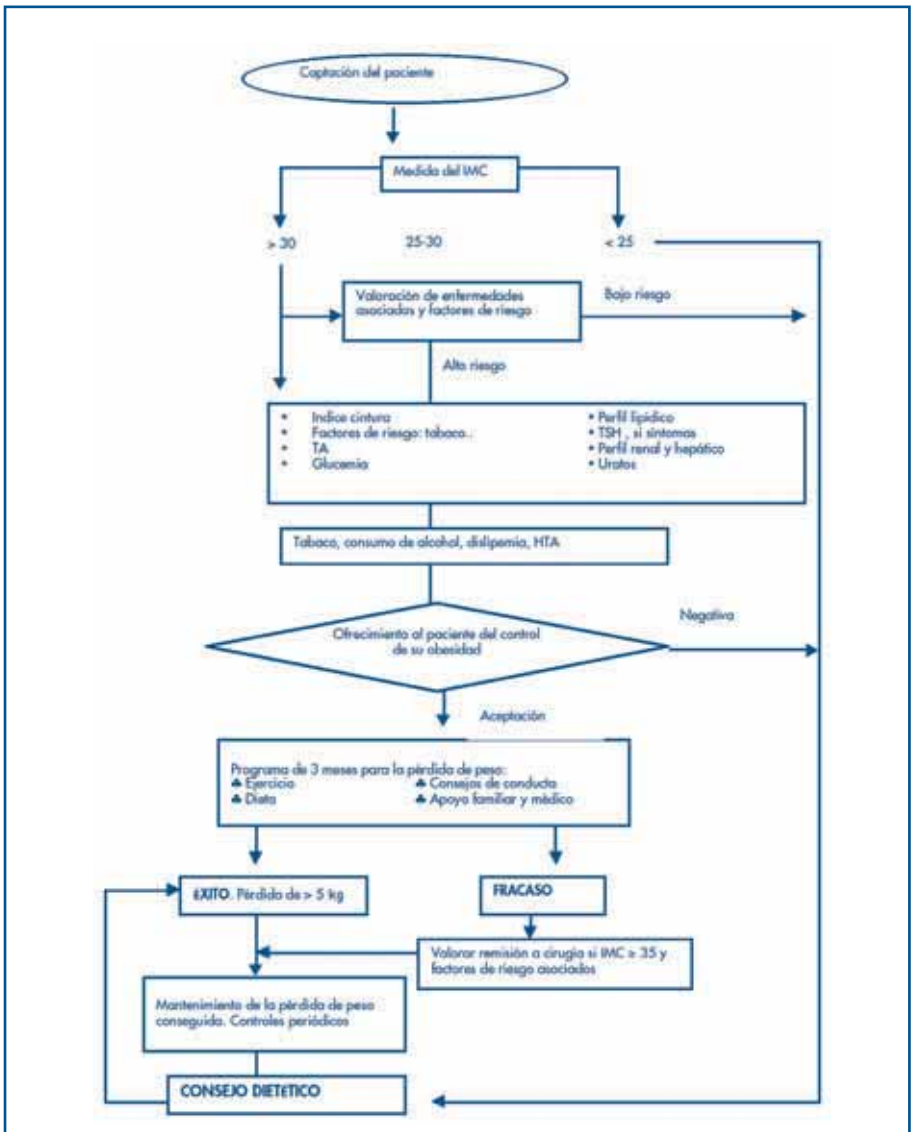 Captación del paciente
Medida del IMC
> 30
25-30
< 25
Valoración de enfermedades
asociadas y factores de riesgo
Bajo riesgo
Alto riesgo
• Indice cintura
• Factores de riesgo: tabaco..
• TA
• Glucemia
• Perfil lipídico
• TSH , si síntomas
• Perfil renal y hepático
• Uratos
Tabaco, consumo de alcohol, dislipemia, HTA
Ofrecimiento al paciente del control
de su obesidad
Negativa
Aceptación
Programa de 3 meses para la pérdida de peso:
♣ Ejercicio
♣ Dieta
♣ Consejos de conducta
♣ Apoyo familiar y médico
ÉXITO. Pérdida de > 5 kg
FRACASO
Valorar remisión a cirugía si IMC ≥ 35 y
factores de riesgo asociados
Mantenimiento de la pérdida de peso
conseguida. Controles periódicos
CONSEJO DIETÉTICO